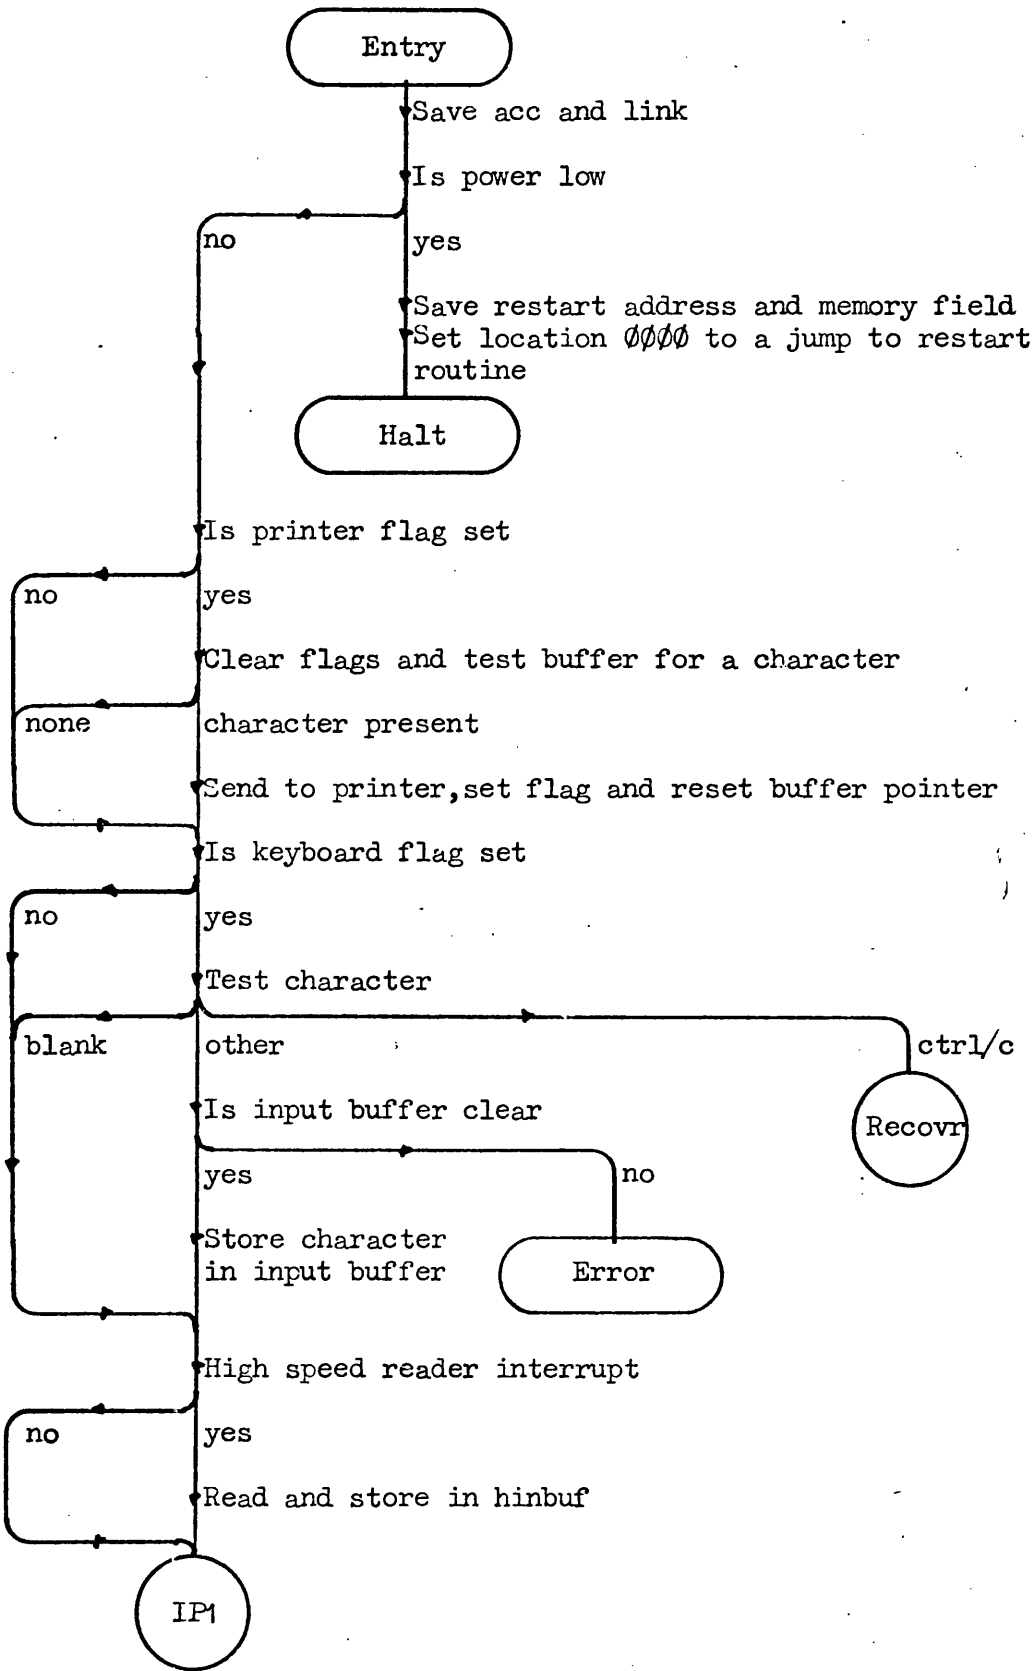 Entry
Save acc and link
Is power low
no
yes
Save restart address and memory field
Set location ØØØØ to a jump to restart
routine
Halt
Is printer flag set
no
yes
Clear flags and test buffer for a character
none
character present
Send to printer,set flag and reset buffer pointer
Is keyboard flag set
no
yes
Test character
blank
other
ctrl/c
Recovr
Is input buffer clear
yes
no
Store character
in input buffer
Error
High speed reader interrupt
no
yes
Read and store in hinbuf
IP1